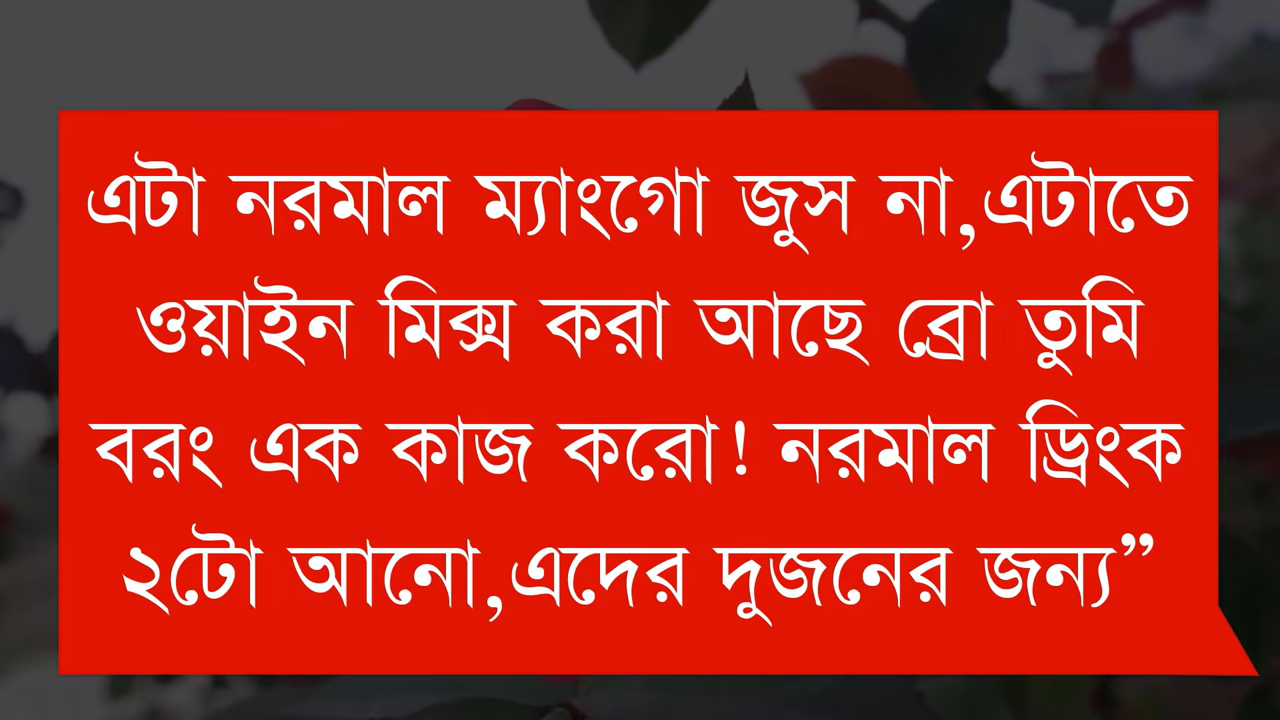 এটা নরমাল ম্যাংগো জুস না,এটাতে
ওয়াইন মিক্স করা আছে ব্রো তুমি
বরং এক কাজ করো! নরমাল ড্রিংক
২টো আনো,এদের দুজনের জন্য”